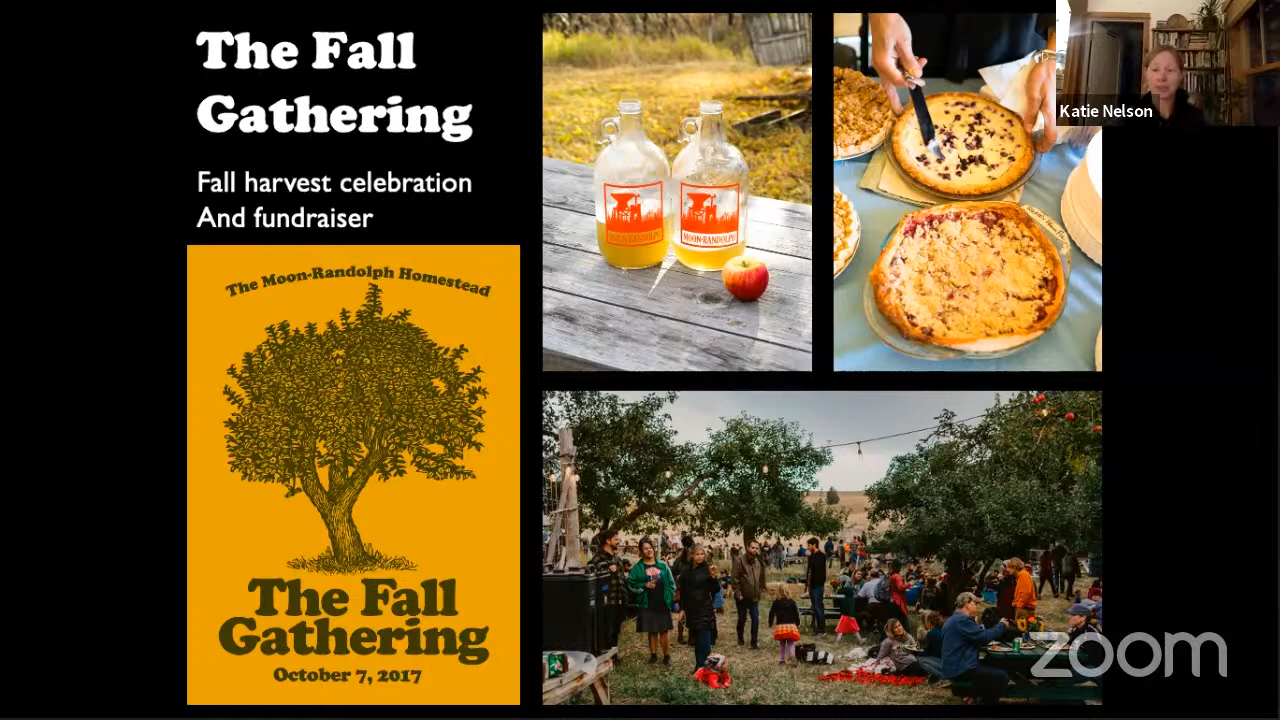 The Fall
Gathering
Fall harvest celebration
And fundraiser
The Moon-Randolph Homestead
The Fall
Gathering
October 7, 2017
MOON-RANDOLPH
MOON-RANDOLPH
Katie Nelson
zoom